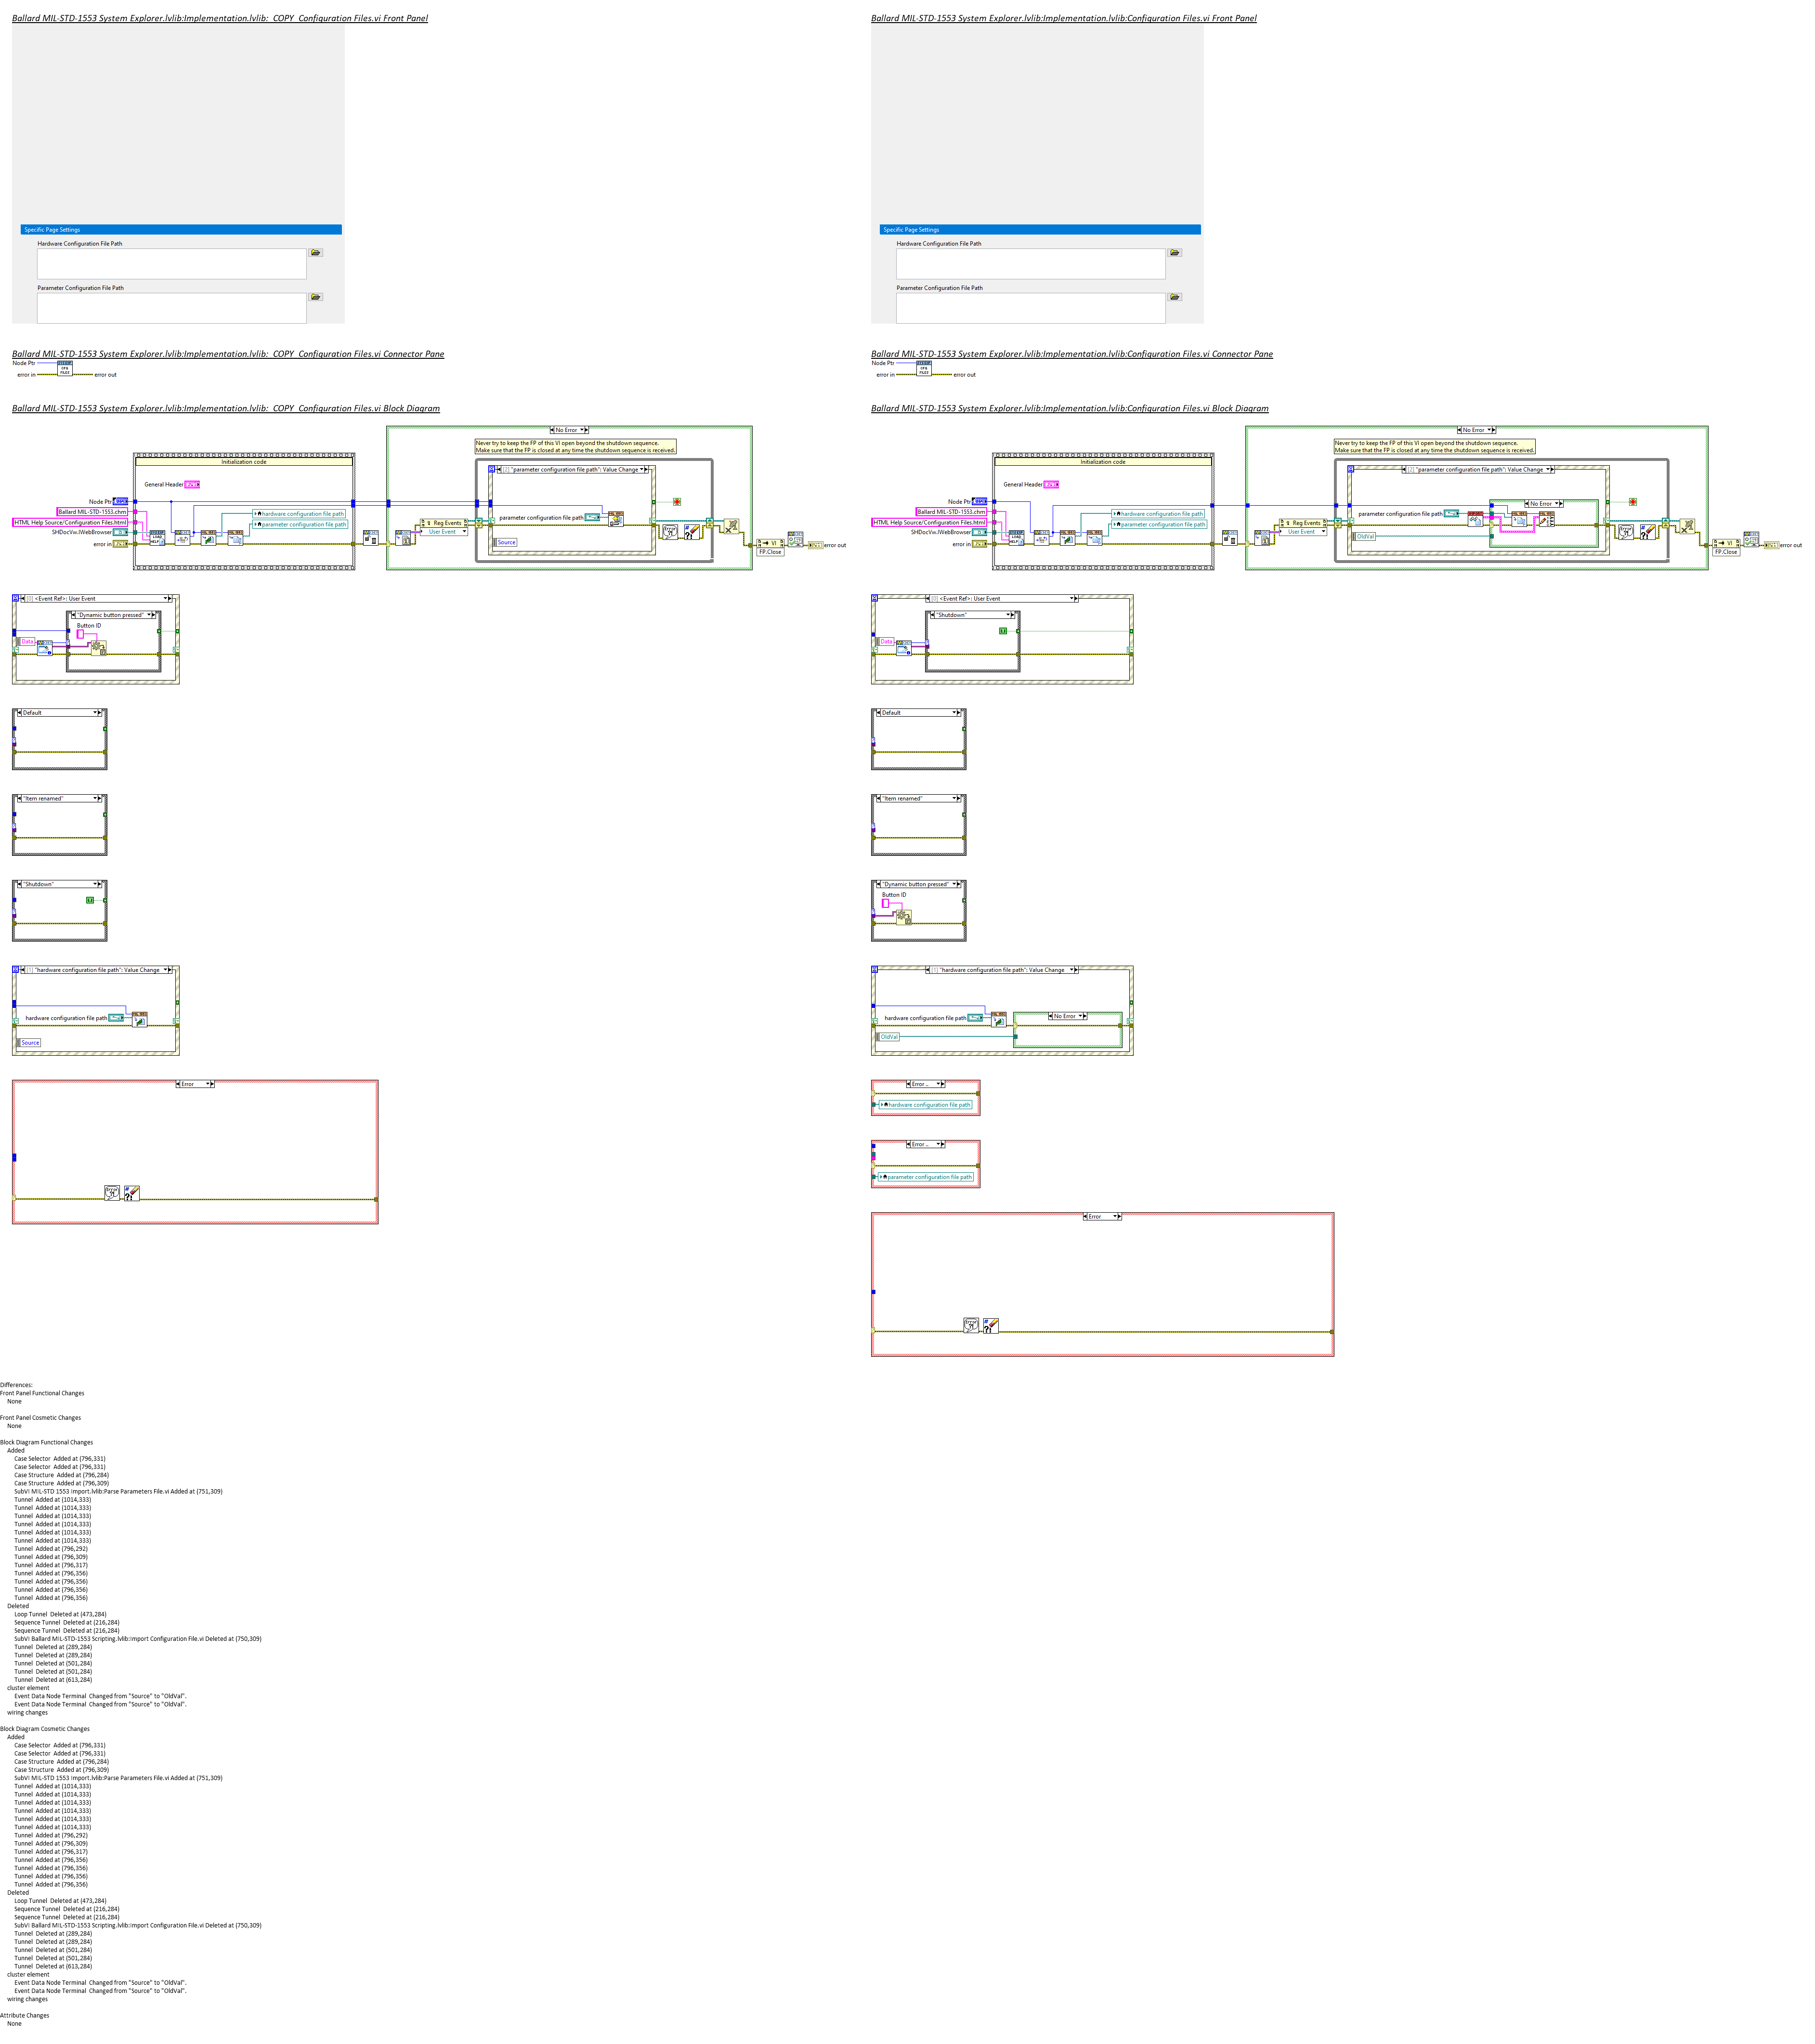 Ballard MIL-STD-1553 System Explorer.lvlib:Implementation.lvlib:_COPY_Configuration Files.vi Front Panel
Specific Page Settings
Hardware Configuration File Path
Parameter Configuration File Path
Ballard MIL-STD-1553 System Explorer.lvlib:Implementation.lvlib:_COPY_Configuration Files.vi Connector Pane
Node Ptr
error in
error out
Ballard MIL-STD-1553 System Explorer.lvlib:Implementation.lvlib:_COPY_Configuration Files.vi Block Diagram
No Error
Never try to keep the FP of this VI open beyond the shutdown sequence.
Make sure that the FP is closed at any time the shutdown sequence is received.
Initialization code
[2] "parameter configuration file path": Value Change
General Header
Node Ptr
Ballard MIL-STD-1553.chm
HTML Help Source/Configuration Files.html
SHDocVw.IWebBrowser
error in
hardware configuration file path
parameter configuration file path
Reg Events
User Event
parameter configuration file path
Source
VI
FP.Close
error out
[0] <Event Ref>: User Event
"Dynamic button pressed"
Button ID
Data
Default
"Item renamed"
"Shutdown"
[1] "hardware configuration file path": Value Change
hardware configuration file path
Source
Error
Ballard MIL-STD-1553 System Explorer.lvlib:Implementation.lvlib:Configuration Files.vi Front Panel
Specific Page Settings
Hardware Configuration File Path
Parameter Configuration File Path
Ballard MIL-STD-1553 System Explorer.lvlib:Implementation.lvlib:Configuration Files.vi Connector Pane
Node Ptr
error in
error out
Ballard MIL-STD-1553 System Explorer.lvlib:Implementation.lvlib:Configuration Files.vi Block Diagram
No Error
Never try to keep the FP of this VI open beyond the shutdown sequence.
Make sure that the FP is closed at any time the shutdown sequence is received.
Initialization code
[2] "parameter configuration file path": Value Change
General Header
Node Ptr
Ballard MIL-STD-1553.chm
HTML Help Source/Configuration Files.html
SHDocVw.IWebBrowser
error in
hardware configuration file path
parameter configuration file path
Reg Events
User Event
No Error
parameter configuration file path
OldVal
VI
FP.Close
error out
[0] <Event Ref>: User Event
"Shutdown"
Data
Default
"Item renamed"
"Dynamic button pressed"
Button ID
[1] "hardware configuration file path": Value Change
hardware configuration file path
No Error
OldVal
Error ..
hardware configuration file path
Error ..
parameter configuration file path
Error
Differences:
Front Panel Functional Changes
None
Front Panel Cosmetic Changes
None
Block Diagram Functional Changes
Added
Case Selector  Added at (796,331)
Case Selector  Added at (796,331)
Case Structure  Added at (796,284)
Case Structure  Added at (796,309)
SubVI MIL-STD 1553 Import.lvlib:Parse Parameters File.vi Added at (751,309)
Tunnel  Added at (1014,333)
Tunnel  Added at (1014,333)
Tunnel  Added at (1014,333)
Tunnel  Added at (1014,333)
Tunnel  Added at (1014,333)
Tunnel  Added at (1014,333)
Tunnel  Added at (796,292)
Tunnel  Added at (796,309)
Tunnel  Added at (796,317)
Tunnel  Added at (796,356)
Tunnel  Added at (796,356)
Tunnel  Added at (796,356)
Tunnel  Added at (796,356)
Deleted
Loop Tunnel  Deleted at (473,284)
Sequence Tunnel  Deleted at (216,284)
Sequence Tunnel  Deleted at (216,284)
SubVI Ballard MIL-STD-1553 Scripting.lvlib:Import Configuration File.vi Deleted at (750,309)
Tunnel  Deleted at (289,284)
Tunnel  Deleted at (289,284)
Tunnel  Deleted at (501,284)
Tunnel  Deleted at (501,284)
Tunnel  Deleted at (613,284)
cluster element
Event Data Node Terminal  Changed from "Source" to "OldVal".
Event Data Node Terminal  Changed from "Source" to "OldVal".
wiring changes
Block Diagram Cosmetic Changes
Added
Case Selector  Added at (796,331)
Case Selector  Added at (796,331)
Case Structure  Added at (796,284)
Case Structure  Added at (796,309)
SubVI MIL-STD 1553 Import.lvlib:Parse Parameters File.vi Added at (751,309)
Tunnel  Added at (1014,333)
Tunnel  Added at (1014,333)
Tunnel  Added at (1014,333)
Tunnel  Added at (1014,333)
Tunnel  Added at (1014,333)
Tunnel  Added at (1014,333)
Tunnel  Added at (796,292)
Tunnel  Added at (796,309)
Tunnel  Added at (796,317)
Tunnel  Added at (796,356)
Tunnel  Added at (796,356)
Tunnel  Added at (796,356)
Tunnel  Added at (796,356)
Deleted
Loop Tunnel  Deleted at (473,284)
Sequence Tunnel  Deleted at (216,284)
Sequence Tunnel  Deleted at (216,284)
SubVI Ballard MIL-STD-1553 Scripting.lvlib:Import Configuration File.vi Deleted at (750,309)
Tunnel  Deleted at (289,284)
Tunnel  Deleted at (289,284)
Tunnel  Deleted at (501,284)
Tunnel  Deleted at (501,284)
Tunnel  Deleted at (613,284)
cluster element
Event Data Node Terminal  Changed from "Source" to "OldVal".
Event Data Node Terminal  Changed from "Source" to "OldVal".
wiring changes
Attribute Changes
None